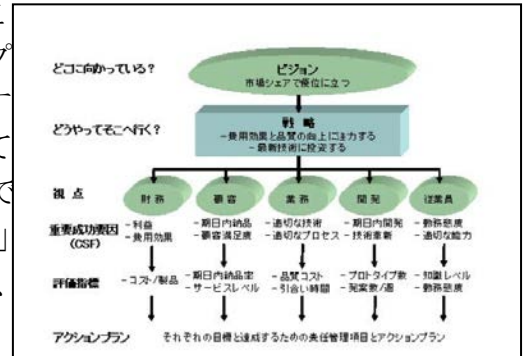 ビジョン
どこに向かっている？
市場シェアで優位に立つ
戦略
どうやってそこへ行く？
－費用効果と品質の向上に注力する
－最新技術に投資する
視点
財務
顧客
業務
開発
従業員
重要成功要因
(CSF)
－利益
－費用効果
－期日内納品
－顧客満足度
－適切な技術
－適切なプロセス
－期日内開発
－技術革新
－勤務態度
－適切な能力
評価指標
－コスト/製品
－期日内納品率
－サービスレベル
－品質コスト
－引合い時間
－プロトタイプ数
－発案数/週
－知識レベル
－勤務態度
アクションプラン
それぞれの目標と達成するための責任管理項目とアクションプラン